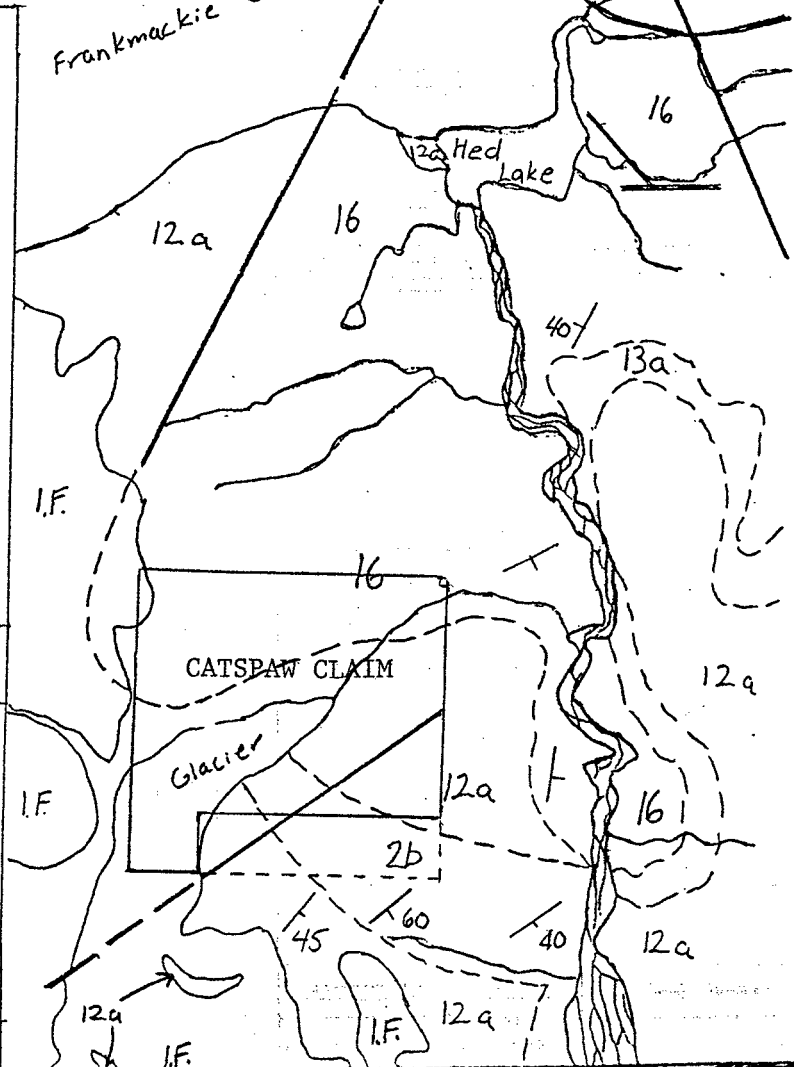 Frankmackie
16
12a Hed
Lake
12a
16
40
13a
I.F.
16
CATSPAW CLAIM
12a
Glacier
I.F.
12a
16
2b
45
60
40
12a
12a
I.F.
12a
I.F.